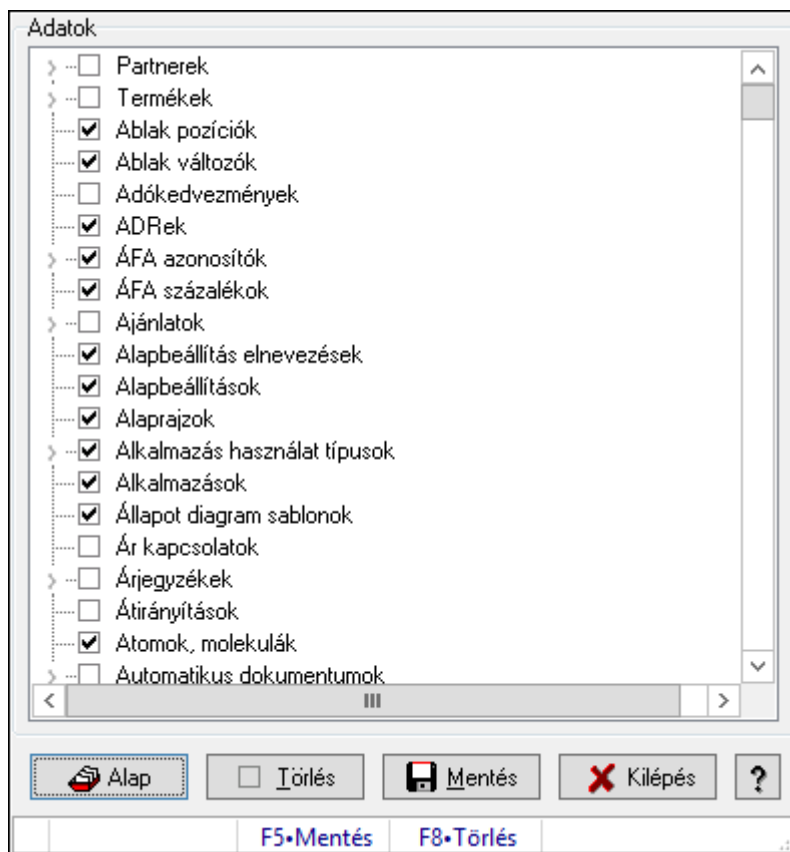 Adatok
Partnerek
Termékek
Ablak pozíciók
Ablak változók
Adókedvezmények
ADRek
ÁFA azonosítók
ÁFA százalékok
Ajánlatok
Alapbeállítás elnevezések
Alapbeállítások
Alaprajzok
Alkalmazás használat típusok
Alkalmazások
Állapot diagram sablonok
Ár kapcsolatok
Árjegyzékek
Átirányítások
Atomok, molekulák
Automatikus dokumentumok
Alap Törlés Mentés Kilépés ?
F5•Mentés F8•Törlés